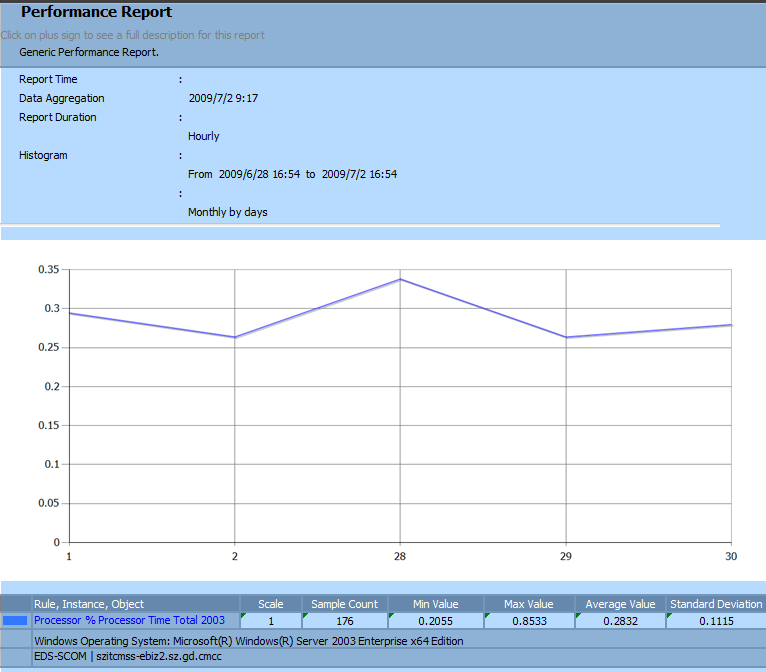 Performance Report
Click on plus sign to see a full description for this report
Generic Performance Report.
Report Time :
Data Aggregation 2009/7/2 9:17
Report Duration :
Hourly
Histogram :
From 2009/6/28 16:54 to 2009/7/2 16:54
:
Monthly by days
0.35
0.3
0.25
0.2
0.15
0.1
0.05
0
1 2 28 29 30
Rule, Instance, Object Scale Sample Count Min Value Max Value Average Value Standard Deviation
Processor % Processor Time Total 2003 1 176 0.2055 0.8533 0.2832 0.1115
Windows Operating System: Microsoft(R) Windows(R) Server 2003 Enterprise x64 Edition
EDS-SCOM | szitcmss-ebiz2.sz.gd.cmcc